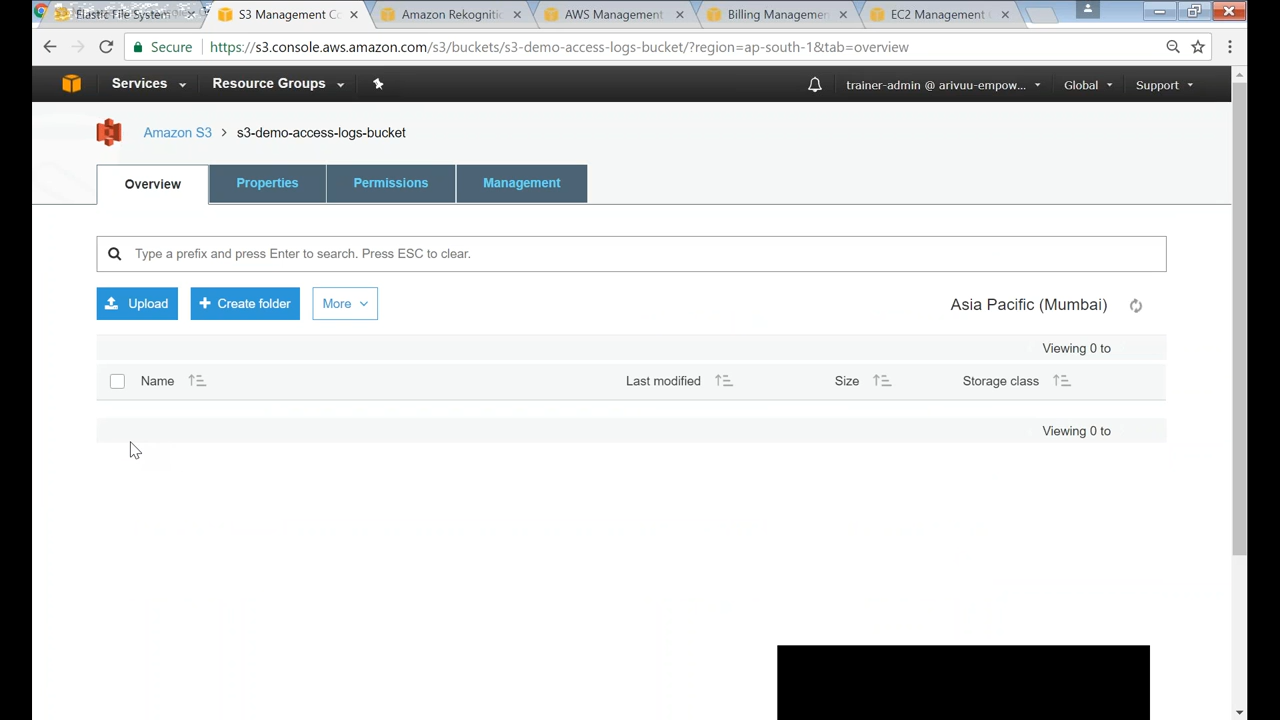 Elastic File System
S3 Management Co
Amazon Rekogniti
AWS Management
Billing Manageme
EC2 Management C
Secure
https://s3.console.aws.amazon.com/s3/buckets/s3-demo-access-logs-bucket/?region=ap-south-1&tab=overview
Services
Resource Groups
trainer-admin @ arivuu-empow...
Global
Support
Amazon S3 > s3-demo-access-logs-bucket
Overview
Properties
Permissions
Management
Type a prefix and press Enter to search. Press ESC to clear.
Upload
+ Create folder
More
Asia Pacific (Mumbai)
Viewing 0 to
Name
Last modified
Size
Storage class
Viewing 0 to